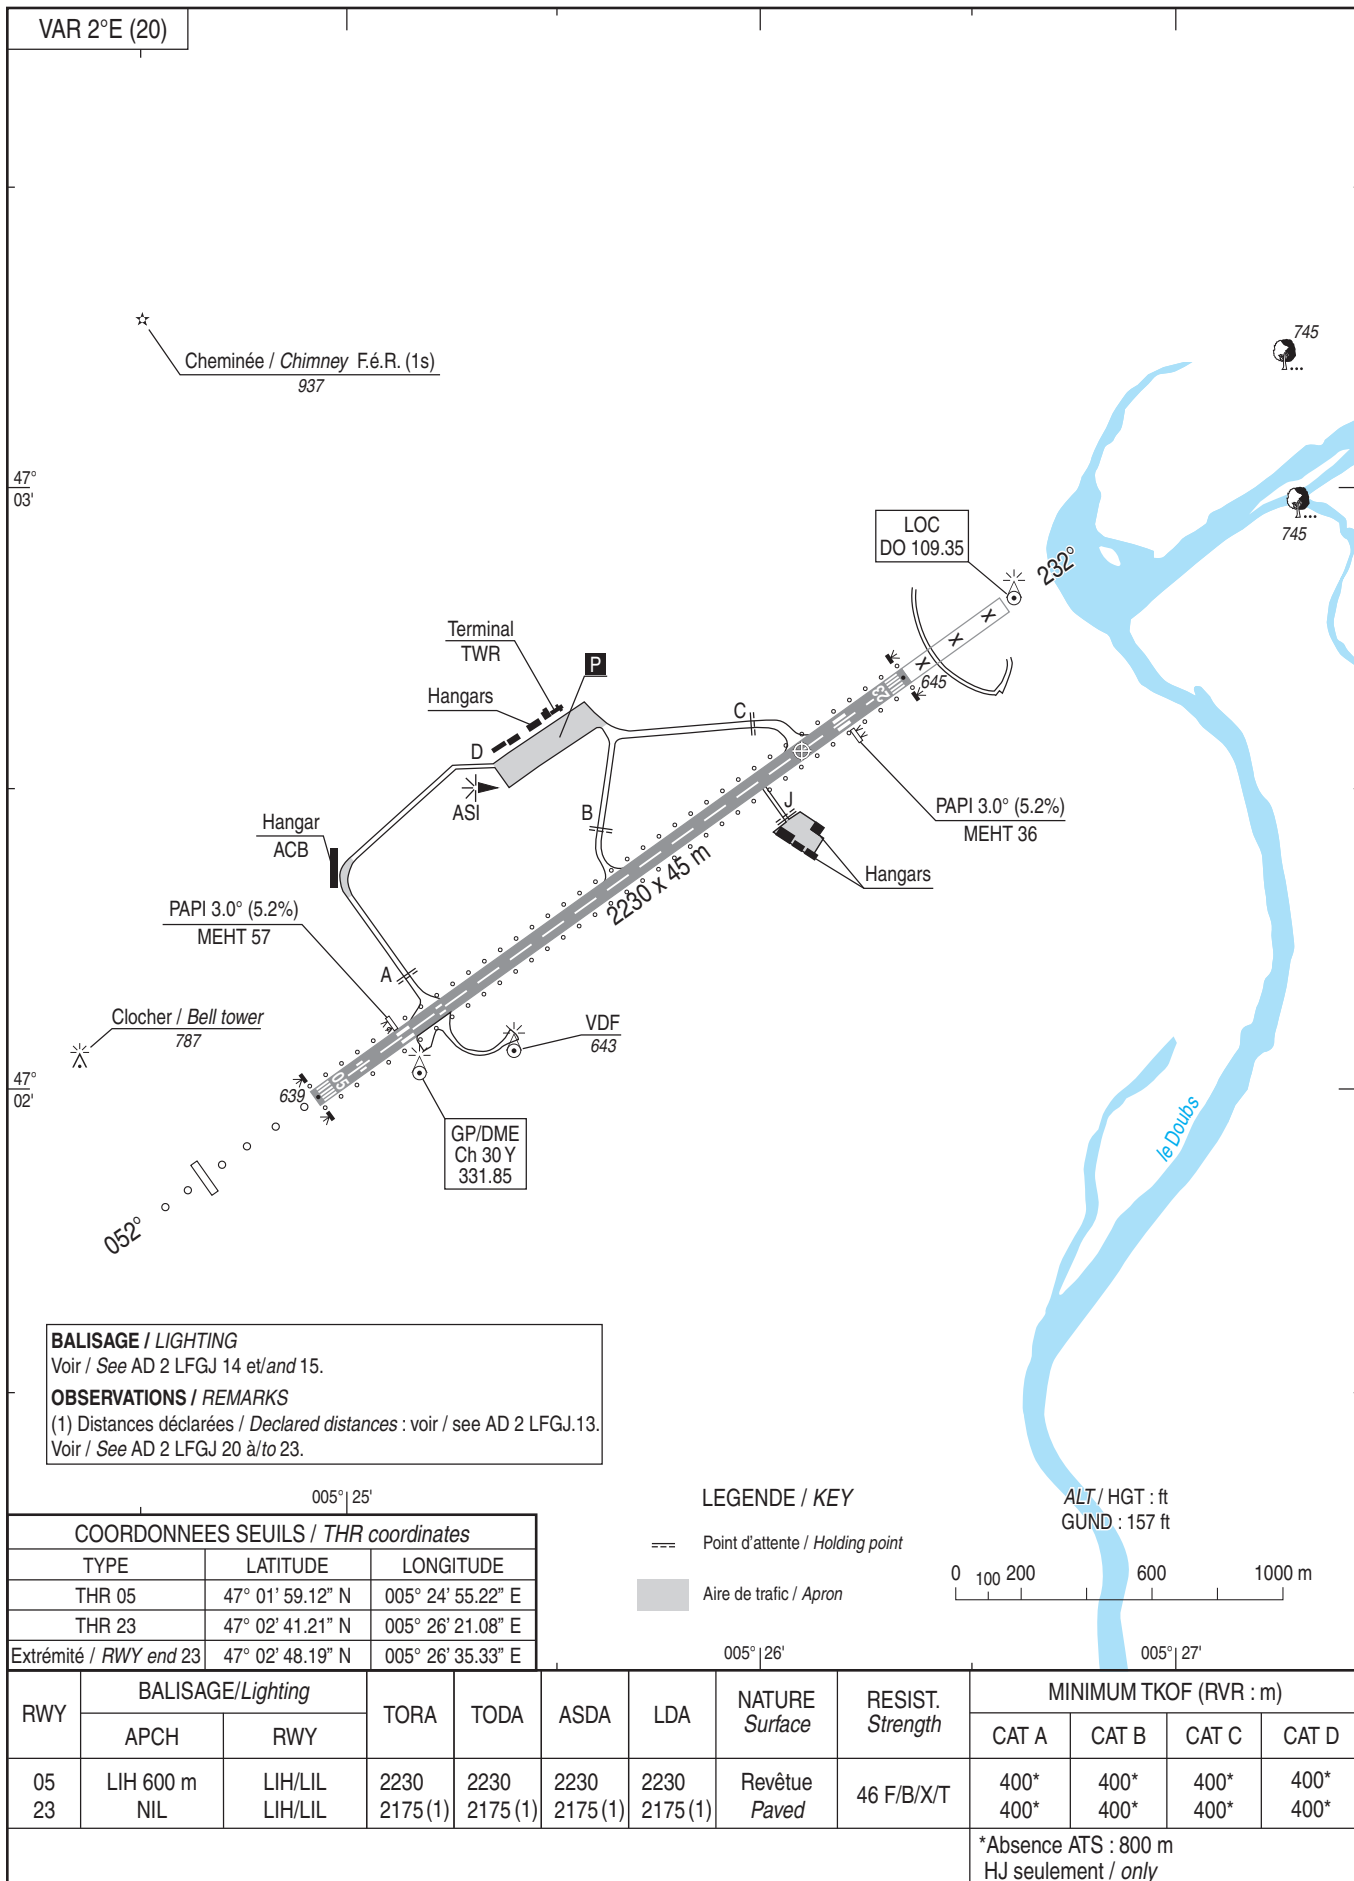 VAR 2°E (20)
Cheminée / Chimney F.é.R. (1s)
937
745
47°
03'
745
LOC
DO 109.35
232°
Terminal
TWR
P
Hangars
645
23
C
D
ASI
B
J
PAPI 3.0° (5.2%)
MEHT 36
Hangar
ACB
Hangars
2230 x 45 m
PAPI 3.0° (5.2%)
MEHT 57
A
Clocher / Bell tower
787
VDF
643
47°
02'
639
05
GP/DME
Ch 30 Y
331.85
le Doubs
052°
BALISAGE / LIGHTING
Voir / See AD 2 LFGJ 14 et/and 15.
OBSERVATIONS / REMARKS
(1) Distances déclarées / Declared distances : voir / see AD 2 LFGJ.13.
Voir / See AD 2 LFGJ 20 à/to 23.
005° 25'
LEGENDE / KEY
Point d'attente / Holding point
Aire de trafic / Apron
ALT / HGT : ft
GUND : 157 ft
0 100 200 600 1000 m
005° 26'
005° 27'
COORDONNEES SEUILS / THR coordinates
TYPE LATITUDE LONGITUDE
THR 05 47° 01' 59.12" N 005° 24' 55.22" E
THR 23 47° 02' 41.21" N 005° 26' 21.08" E
Extrémité / RWY end 23 47° 02' 48.19" N 005° 26' 35.33" E
RWY BALISAGE/Lighting TORA TODA ASDA LDA NATURE Surface RESIST. Strength MINIMUM TKOF (RVR : m)
APCH RWY CAT A CAT B CAT C CAT D
05 LIH 600 m LIH/LIL 2230 2230 2230 2230 Revêtue 46 F/B/X/T 400* 400* 400* 400*
23 NIL LIH/LIL 2175 (1) 2175 (1) 2175 (1) 2175 (1) Paved 400* 400* 400* 400*
*Absence ATS : 800 m
HJ seulement / only